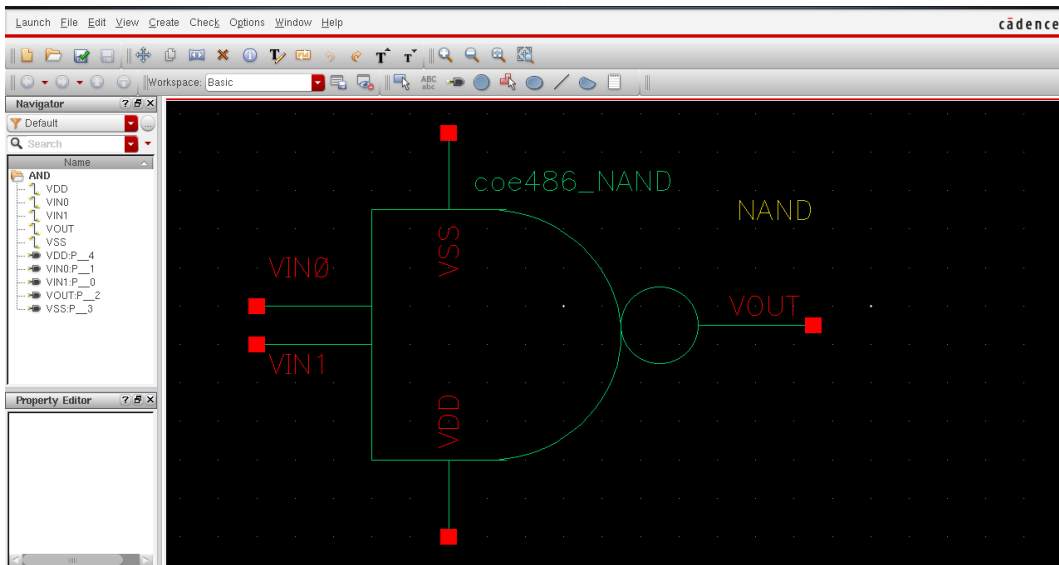 Launch File Edit View Create Check Options Window Help
cādence
Workspace: Basic
ABC
abc
Navigator
Default
Search
Name
AND
VDD
VIN0
VIN1
VOUT
VSS
VDD:P__4
VIN0:P__1
VIN1:P__0
VOUT:P__2
VSS:P__3
Property Editor
coe486_NAND
NAND
VSS
VIN0
VOUT
VIN1
VDD